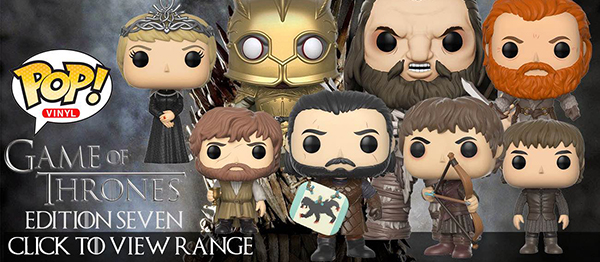 POP!
VINYL
GAME OF
THRONES
EDITION SEVEN
CLICK TO VIEW RANGE